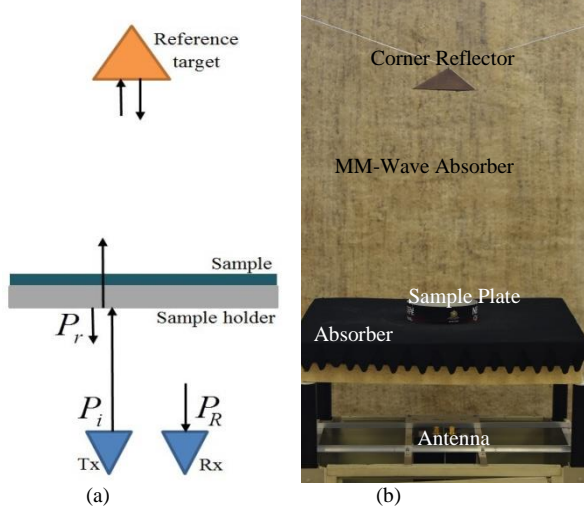 Reference
target
Sample
Sample holder
P_r
P_i
P_R
Tx
Rx
(a)
Corner Reflector
MM-Wave Absorber
Sample Plate
Absorber
Antenna
(b)